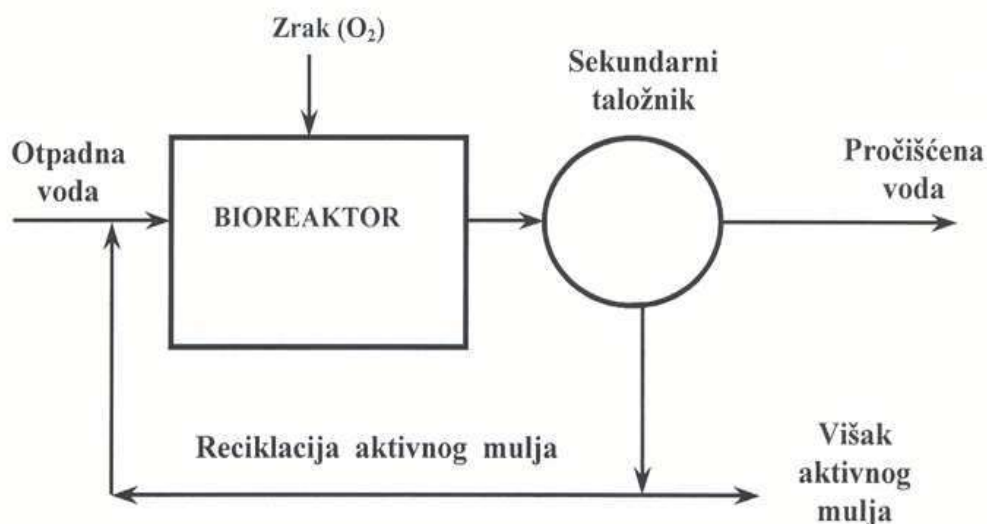 Zrak (O₂)
Sekundarni
taložnik
Otpadna
voda
Pročišćena
voda
BIOREAKTOR
Reciklacija aktivnog mulja
Višak
aktivnog
mulja